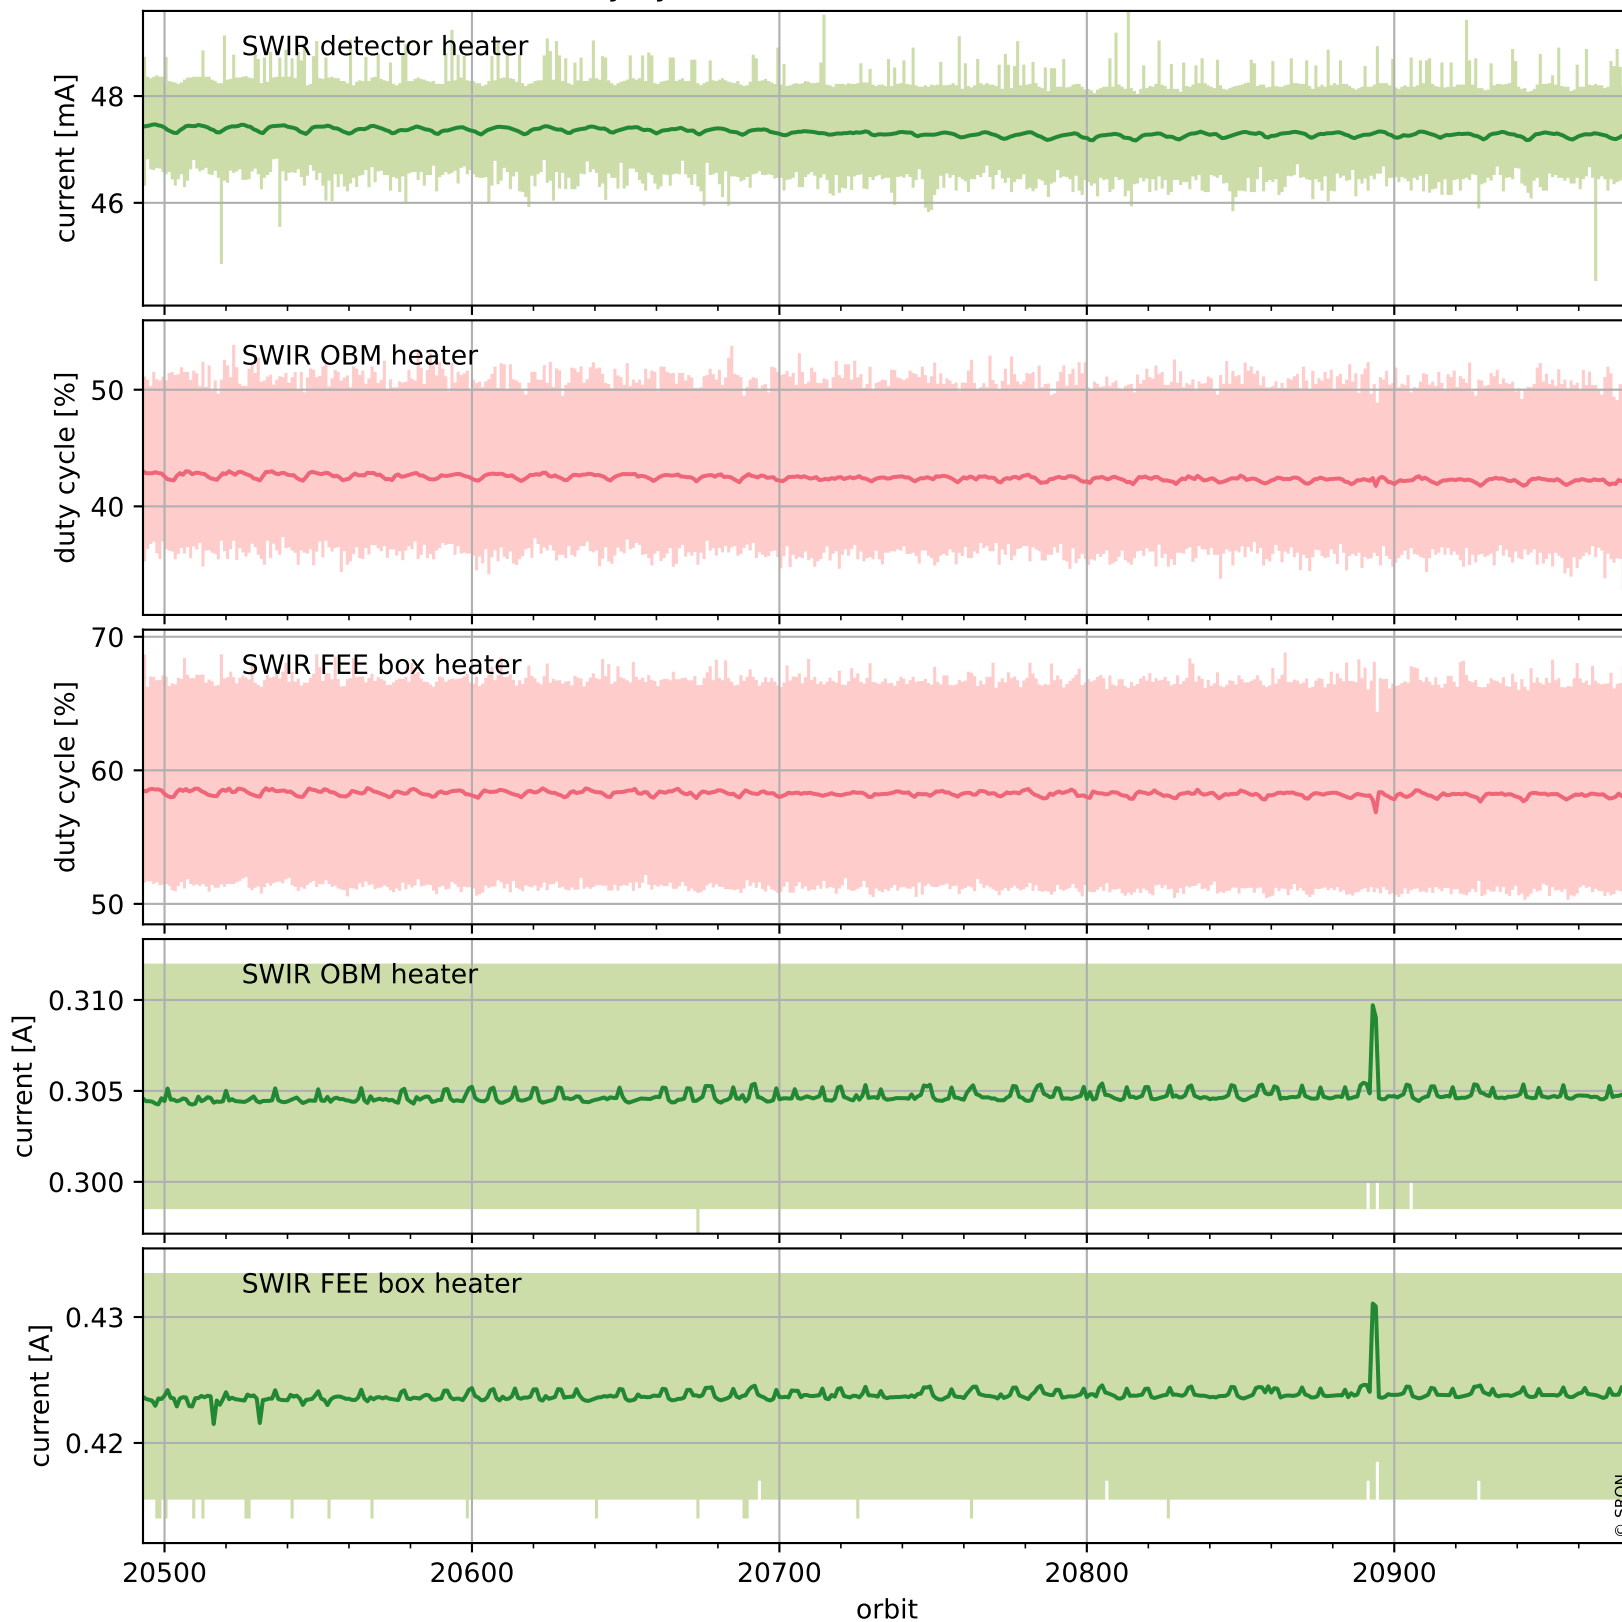 SWIR detector heater
current [mA]
48
46
SWIR OBM heater
duty cycle [%]
50
40
SWIR FEE box heater
duty cycle [%]
70
60
50
SWIR OBM heater
current [A]
0.310
0.305
0.300
SWIR FEE box heater
current [A]
0.43
0.42
20500
20600
20700
20800
20900
orbit
© SRON